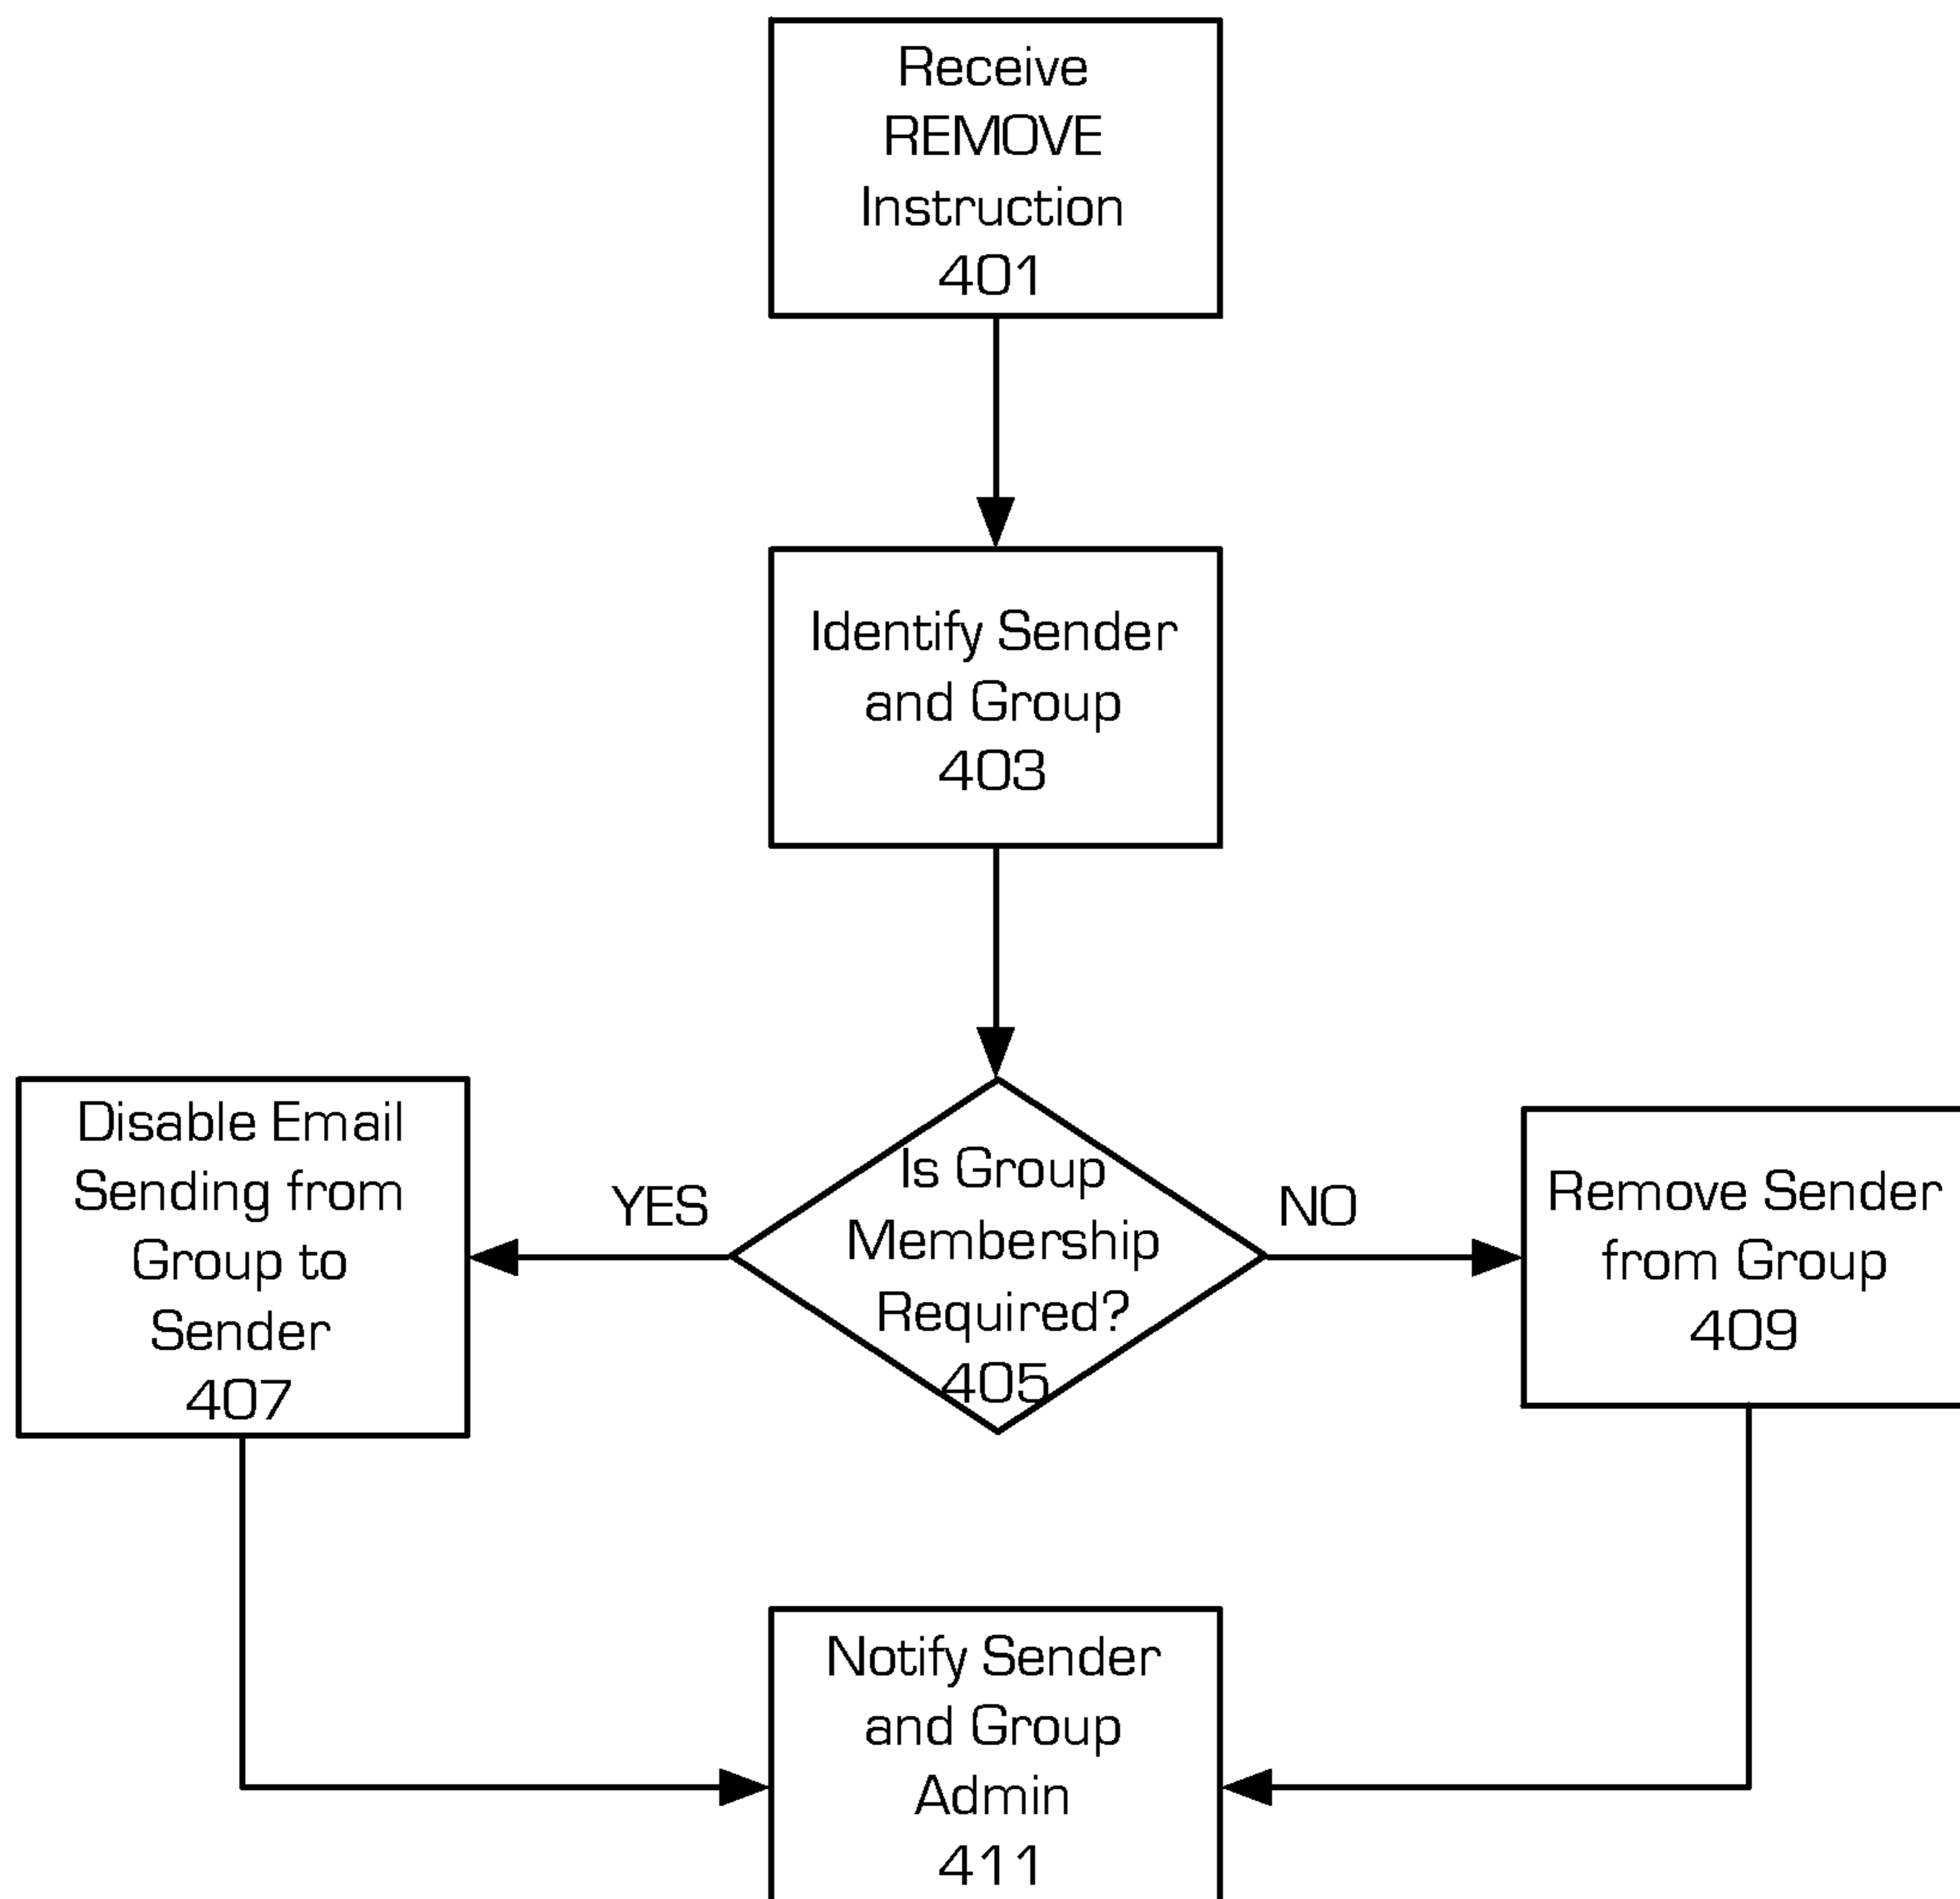 Receive
REMOVE
Instruction
401
Identify Sender
and Group
403
Is Group
Membership
Required?
405
YES
NO
Disable Email
Sending from
Group to
Sender
407
Remove Sender
from Group
409
Notify Sender
and Group
Admin
411